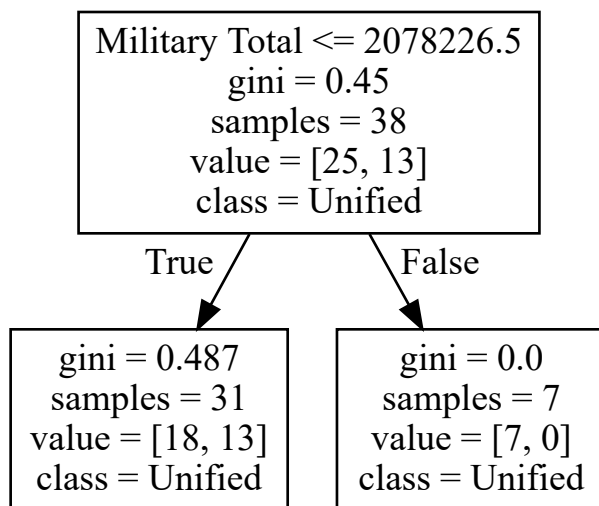 Military Total <= 2078226.5
gini = 0.45
samples = 38
value = [25, 13]
class = Unified
True
False
gini = 0.487
samples = 31
value = [18, 13]
class = Unified
gini = 0.0
samples = 7
value = [7, 0]
class = Unified